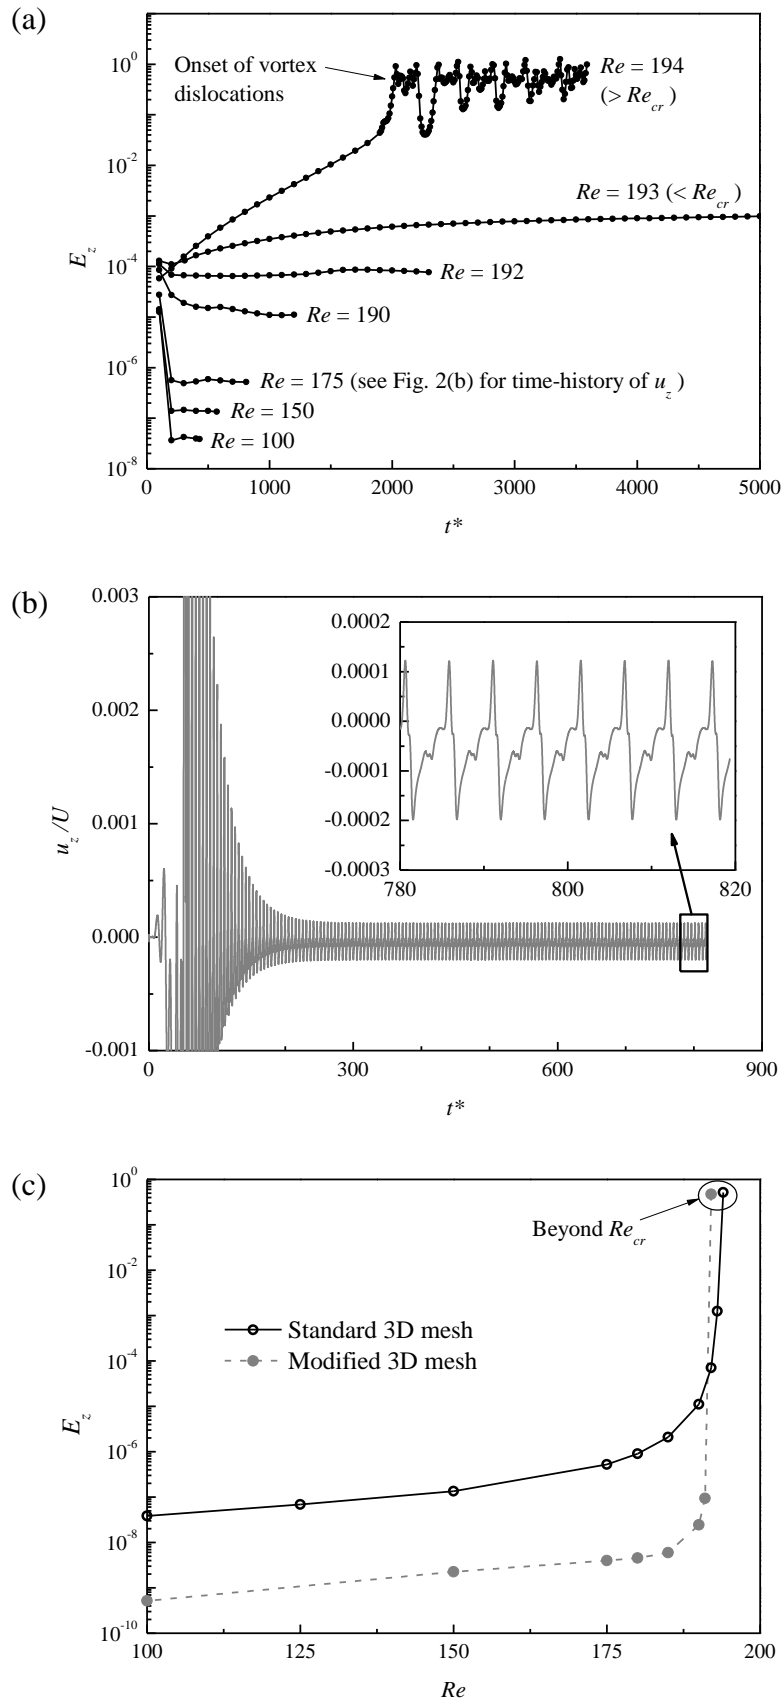 (a)
10^0
10^-2
10^-4
10^-6
10^-8
E_z
Onset of vortex
dislocations
Re = 194
(> Re_cr)
Re = 193 (< Re_cr)
Re = 192
Re = 190
Re = 175 (see Fig. 2(b) for time-history of u_z)
Re = 150
Re = 100
0 1000 2000 3000 4000 5000
t*
(b)
0.003
0.002
0.001
0.000
-0.001
u_z/U
0.0002
0.0001
0.0000
-0.0001
-0.0002
-0.0003
780 800 820
0 300 600 900
t*
(c)
10^0
10^-2
10^-4
10^-6
10^-8
10^-10
E_z
Beyond Re_cr
Standard 3D mesh
Modified 3D mesh
100 125 150 175 200
Re